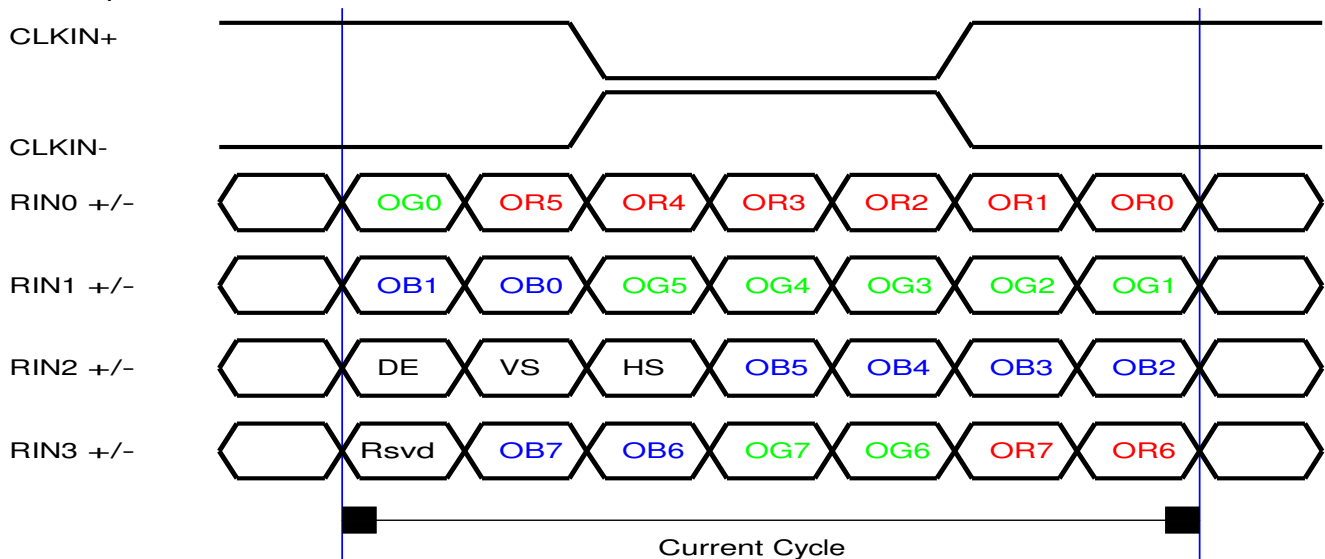 CLKIN+
CLKIN-
RIN0 +/- OG0 OR5 OR4 OR3 OR2 OR1 OR0
RIN1 +/- OB1 OB0 OG5 OG4 OG3 OG2 OG1
RIN2 +/- DE VS HS OB5 OB4 OB3 OB2
RIN3 +/- Rsvd OB7 OB6 OG7 OG6 OR7 OR6
Current Cycle